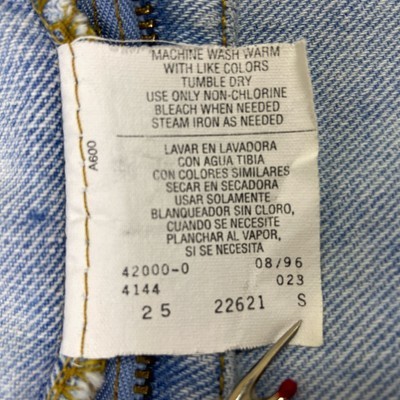 MACHINE WASH WARM
WITH LIKE COLORS
TUMBLE DRY
USE ONLY NON-CHLORINE
BLEACH WHEN NEEDED
STEAM IRON AS NEEDED
LAVAR EN LAVADORA
CON AGUA TIBIA
CON COLORES SIMILARES
SECAR EN SECADORA
USAR SOLAMENTE
BLANQUEADOR SIN CLORO,
CUANDO SE NECESITE
PLANCHAR AL VAPOR,
SI SE NECESITA
A600
42000-0 08/96
4144 023
25 22621 S